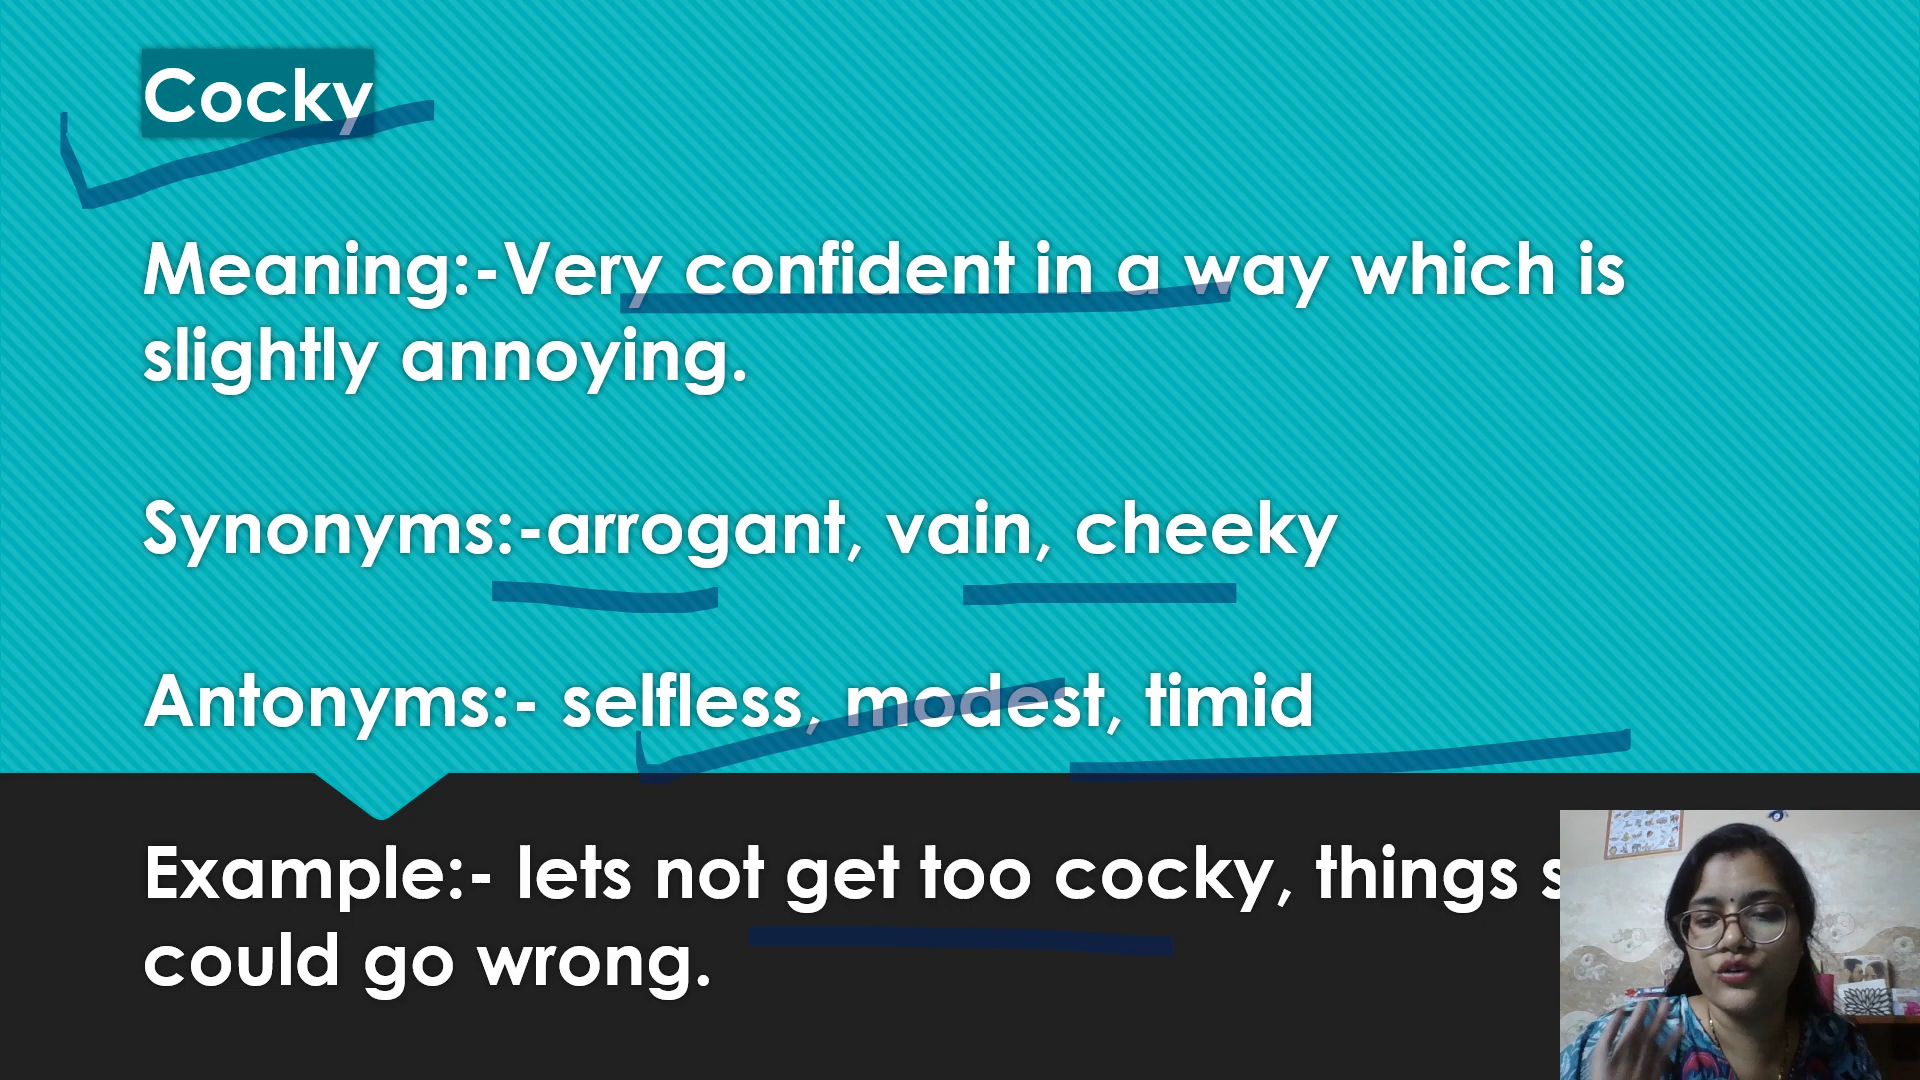 Cocky
Meaning:-Very confident in a way which is
slightly annoying.
Synonyms:-arrogant, vain, cheeky
Antonyms:- selfless, modest, timid
Example:- lets not get too cocky, things
could go wrong.